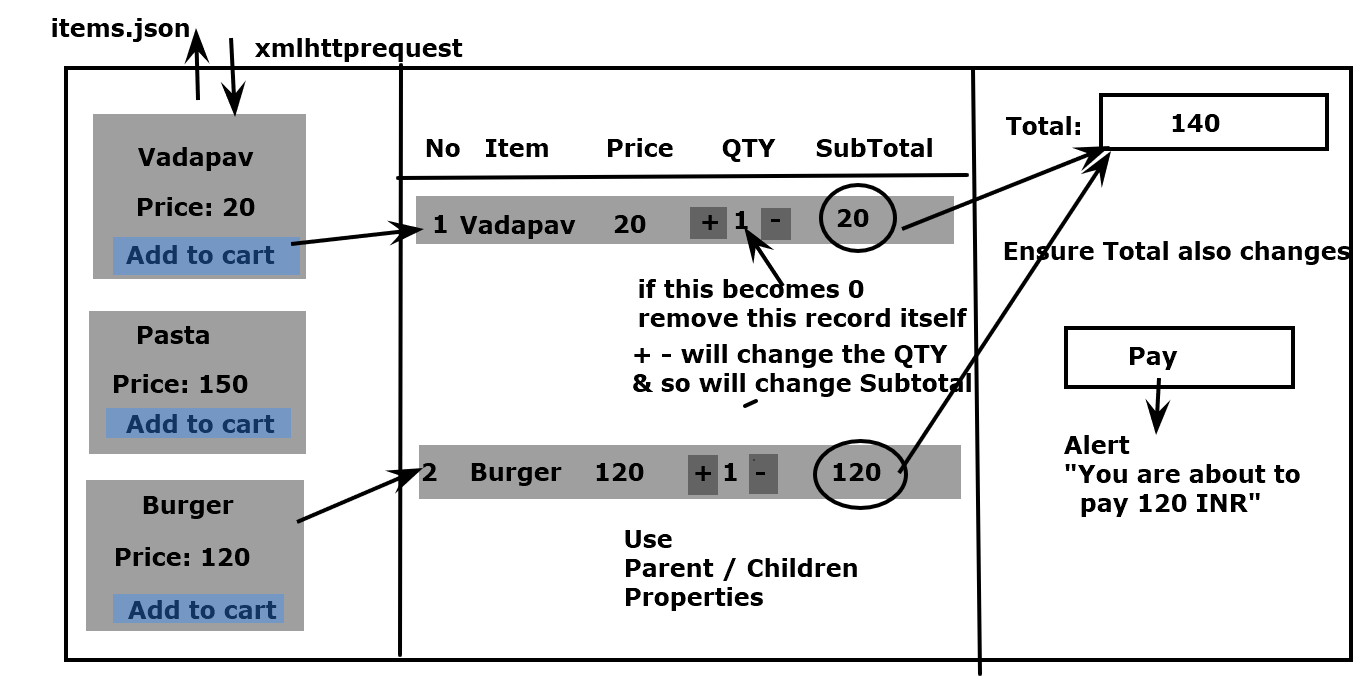 items.json
xmlhttprequest
Vadapav
Price: 20
Add to cart
Pasta
Price: 150
Add to cart
Burger
Price: 120
Add to cart
No Item Price QTY SubTotal
1 Vadapav 20 + 1 - 20
if this becomes 0
remove this record itself
+ - will change the QTY
& so will change Subtotal
2 Burger 120 + 1 - 120
Use
Parent / Children
Properties
Total: 140
Ensure Total also changes
Pay
Alert
"You are about to
pay 120 INR"